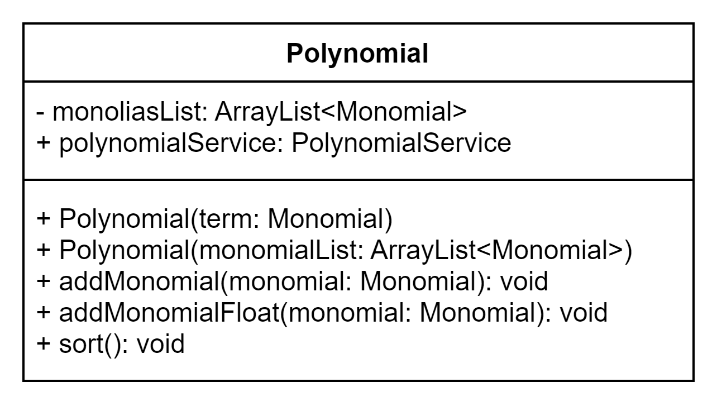 Polynomial
- monoliasList: ArrayList<Monomial>
+ polynomialService: PolynomialService
+ Polynomial(term: Monomial)
+ Polynomial(monomialList: ArrayList<Monomial>)
+ addMonomial(monomial: Monomial): void
+ addMonomialFloat(monomial: Monomial): void
+ sort(): void